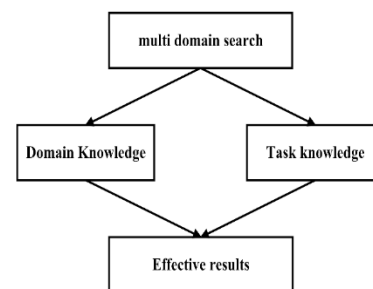 multi domain search
Domain Knowledge
Task knowledge
Effective results